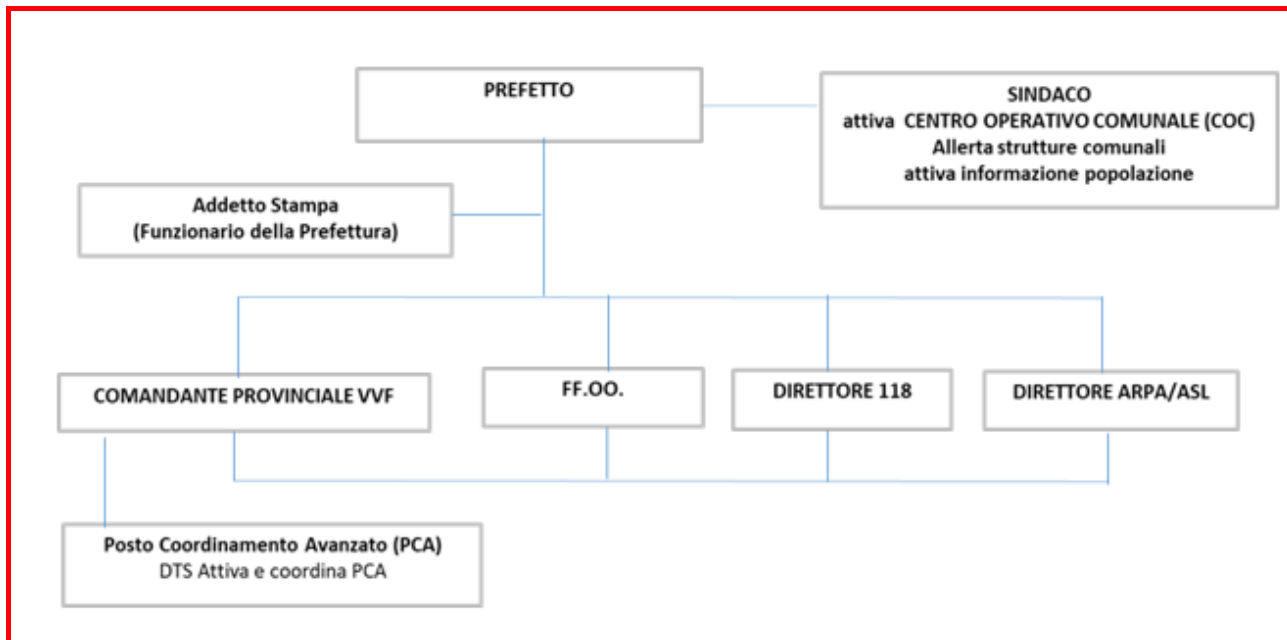 PREFETTO
SINDACO
attiva CENTRO OPERATIVO COMUNALE (COC)
Allerta strutture comunali
attiva informazione popolazione
Addetto Stampa
(Funzionario della Prefettura)
COMANDANTE PROVINCIALE VVF
FF.OO.
DIRETTORE 118
DIRETTORE ARPA/ASL
Posto Coordinamento Avanzato (PCA)
DTS Attiva e coordina PCA